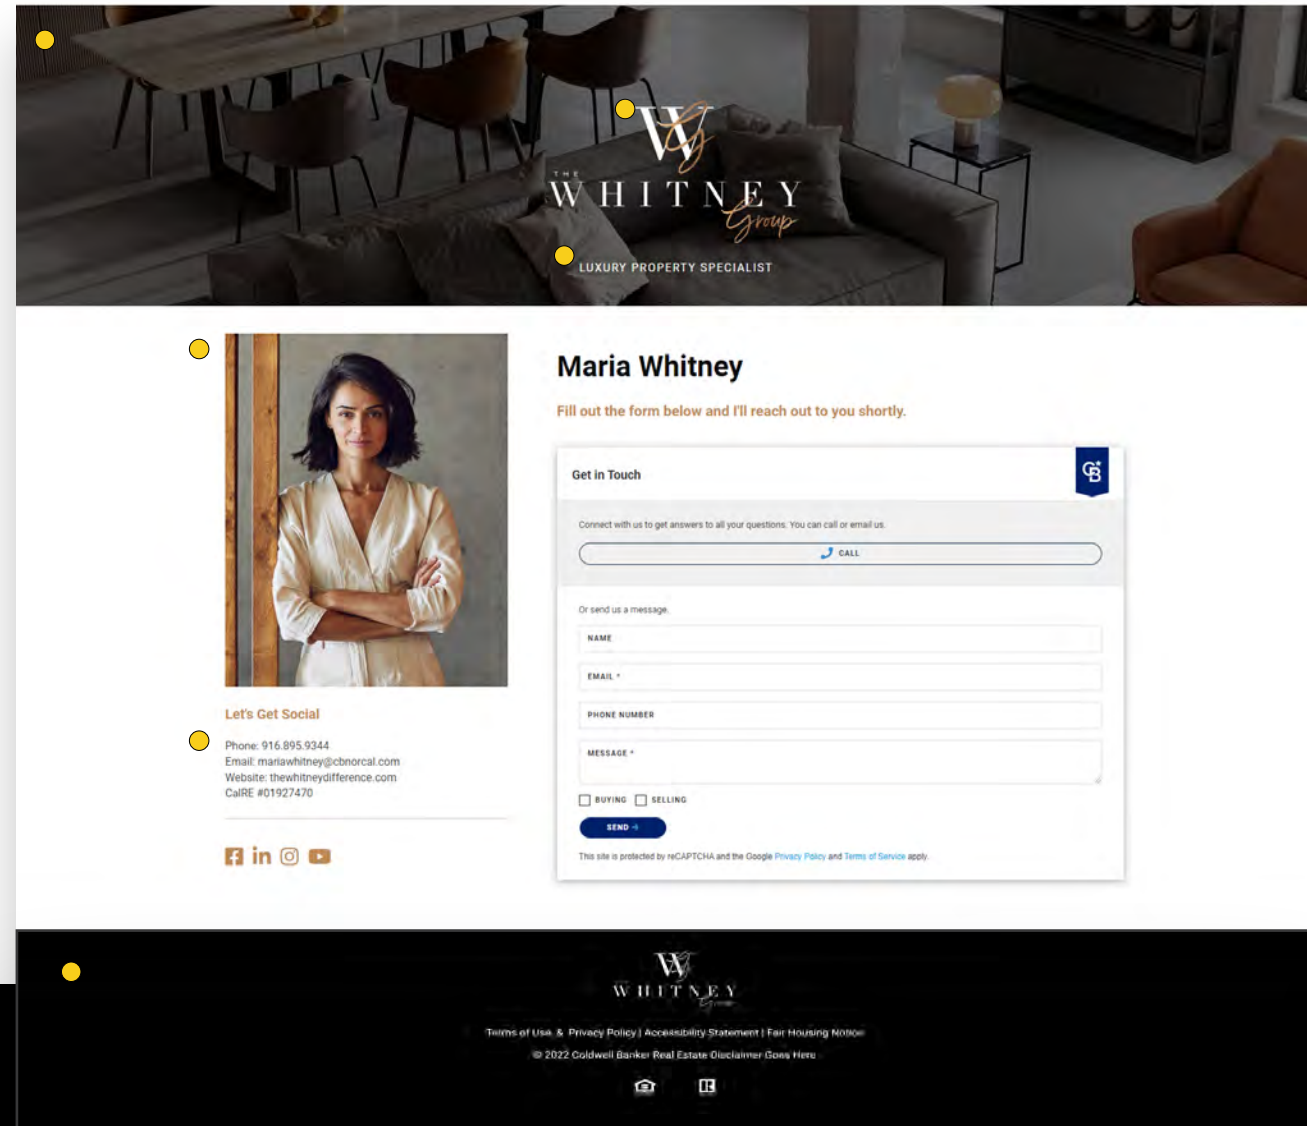 W G
THE
WHITNEY
Group
LUXURY PROPERTY SPECIALIST
Maria Whitney
Fill out the form below and I'll reach out to you shortly.
Get in Touch
CB
Connect with us to get answers to all your questions. You can call or email us.
CALL
Or send us a message.
NAME
EMAIL *
PHONE NUMBER
MESSAGE *
BUYING SELLING
SEND
This site is protected by reCAPTCHA and the Google Privacy Policy and Terms of Service apply.
Let's Get Social
Phone: 916.895.9344
Email: mariawhitney@cbnorcal.com
Website: thewhitneydifference.com
CalRE #01927470
W G
WHITNEY
Group
Terms of Use & Privacy Policy | Accessibility Statement | Fair Housing Notice
© 2022 Coldwell Banker Real Estate Disclaimer Goes Here